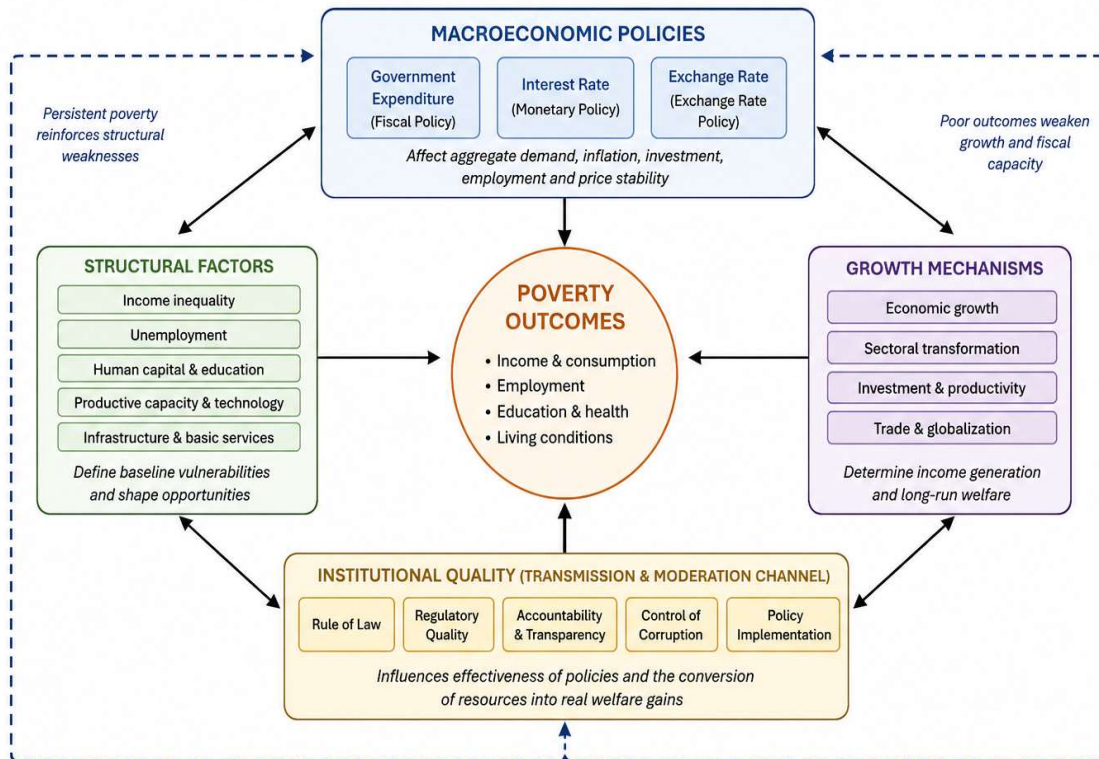 MACROECONOMIC POLICIES
Government
Expenditure
(Fiscal Policy)
Interest Rate
(Monetary Policy)
Exchange Rate
(Exchange Rate
Policy)
Affect aggregate demand, inflation, investment,
employment and price stability
Persistent poverty
reinforces structural
weaknesses
Poor outcomes weaken
growth and fiscal
capacity
STRUCTURAL FACTORS
Income inequality
Unemployment
Human capital & education
Productive capacity & technology
Infrastructure & basic services
Define baseline vulnerabilities
and shape opportunities
POVERTY
OUTCOMES
• Income & consumption
• Employment
• Education & health
• Living conditions
GROWTH MECHANISMS
Economic growth
Sectoral transformation
Investment & productivity
Trade & globalization
Determine income generation
and long-run welfare
INSTITUTIONAL QUALITY (TRANSMISSION & MODERATION CHANNEL)
Rule of Law
Regulatory
Quality
Accountability
& Transparency
Control of
Corruption
Policy
Implementation
Influences effectiveness of policies and the conversion
of resources into real welfare gains